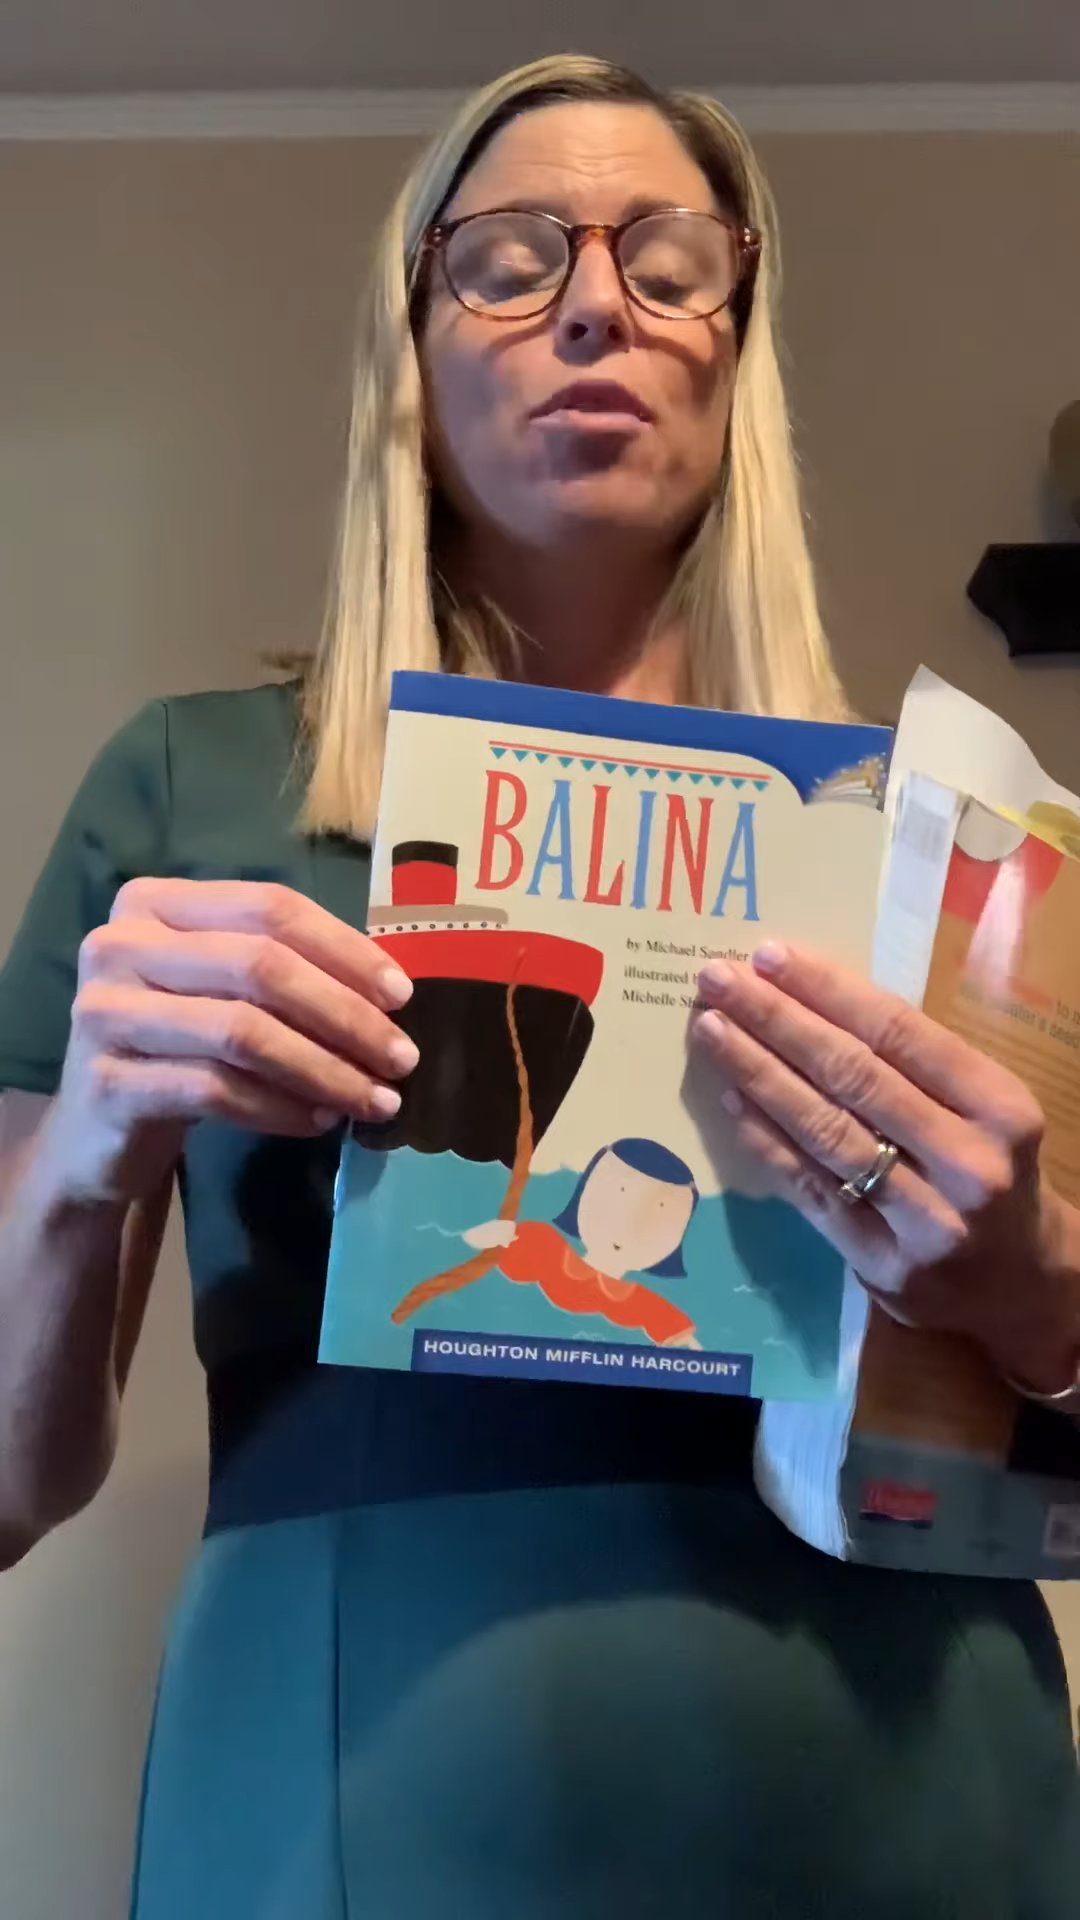 BALINA
by Michael Sandler
illustrated
Michelle
HOUGHTON MIFFLIN HARCOURT